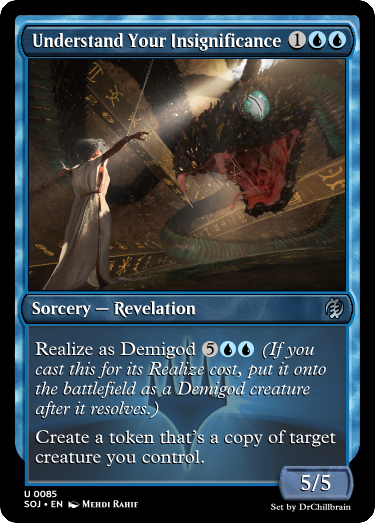 Understand Your Insignificance 1
Sorcery — Revelation
Realize as Demigod 5 (If you
cast this for its Realize cost, put it onto
the battlefield as a Demigod creature
after it resolves.)
Create a token that's a copy of target
creature you control.
5/5
U 0085
SOJ • EN Mehdi Rahif
Set by DrChillbrain